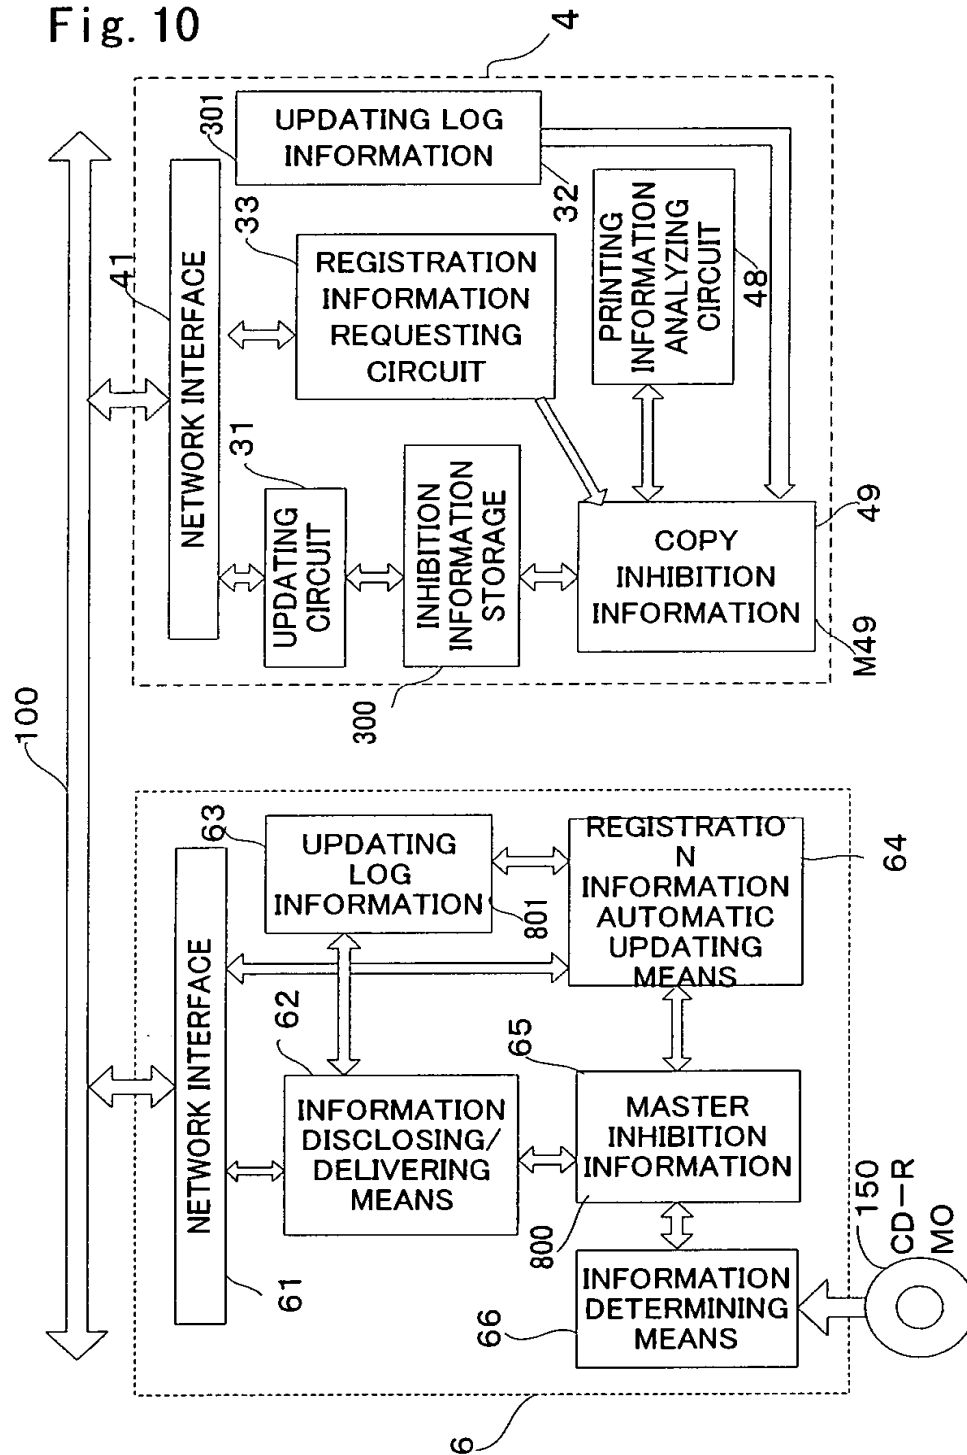 Fig. 10
100
6
NETWORK INTERFACE
61
INFORMATION
DISCLOSING/
DELIVERING
MEANS
62
UPDATING
LOG
INFORMATION
63
801
REGISTRATIO
N
INFORMATION
AUTOMATIC
UPDATING
MEANS
64
MASTER
INHIBITION
INFORMATION
65
800
INFORMATION
DETERMINING
MEANS
66
150
CD-R
MO
4
NETWORK INTERFACE
41
UPDATING
CIRCUIT
31
INHIBITION
INFORMATION
STORAGE
300
REGISTRATION
INFORMATION
REQUESTING
CIRCUIT
33
UPDATING LOG
INFORMATION
301
32
PRINTING
INFORMATION
ANALYZING
CIRCUIT
48
COPY
INHIBITION
INFORMATION
49
M49